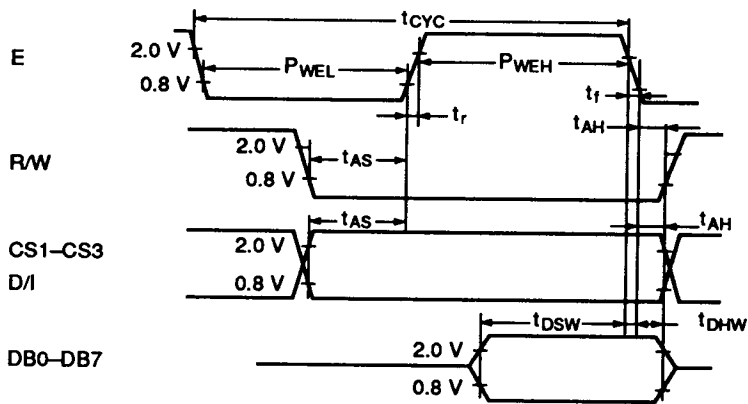 tCYC
E
2.0 V
0.8 V
PWEL
PWEH
tr
tf
tAH
R/W
2.0 V
0.8 V
tAS
CS1–CS3
D/I
2.0 V
0.8 V
tAS
tAH
DB0–DB7
2.0 V
0.8 V
tDSW
tDHW